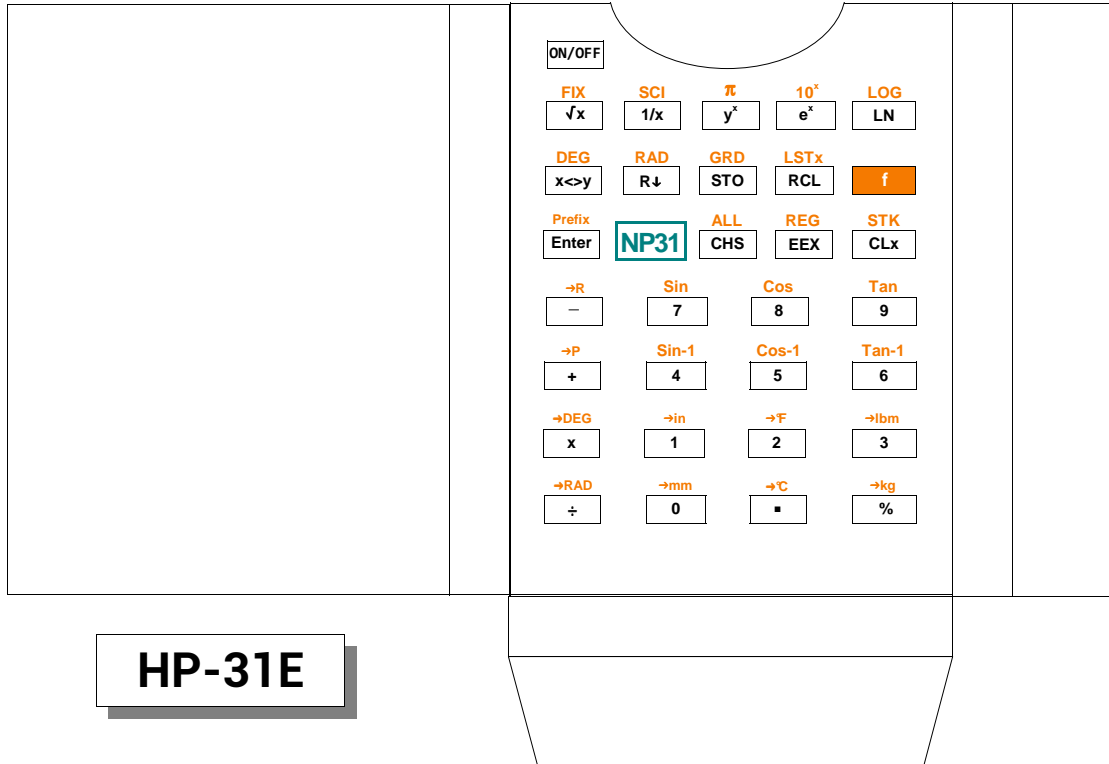 ON/OFF
FIX SCI π 10ˣ LOG
√x 1/x yˣ eˣ LN
DEG RAD GRD LSTx
x<>y R↓ STO RCL f
Prefix ALL REG STK
Enter NP31 CHS EEX CLx
→R Sin Cos Tan
− 7 8 9
→P Sin-1 Cos-1 Tan-1
+ 4 5 6
→DEG →in →°F →lbm
x 1 2 3
→RAD →mm →°C →kg
÷ 0 ▪ %
HP-31E